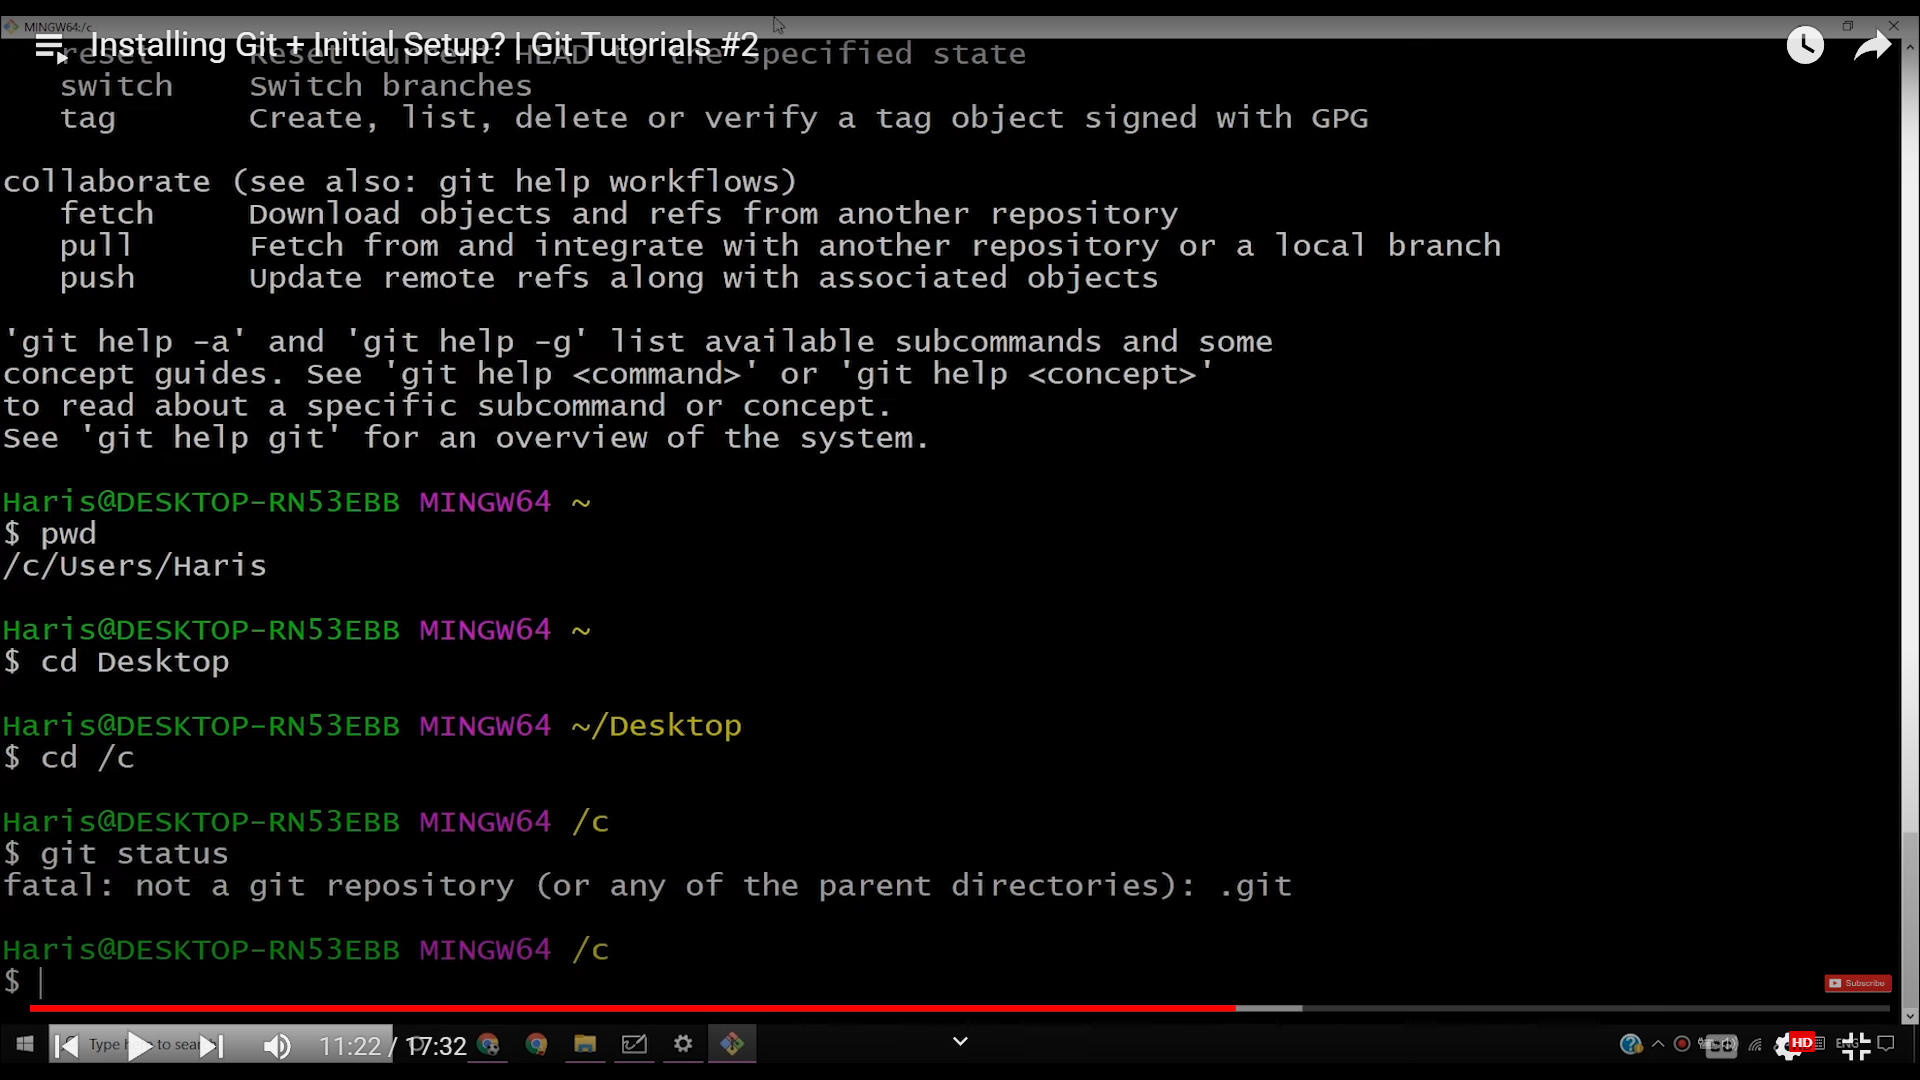 MINGW64:/c
Installing Git + Initial Setup? | Git Tutorials #2
reset Reset current HEAD to the specified state
switch Switch branches
tag Create, list, delete or verify a tag object signed with GPG
collaborate (see also: git help workflows)
fetch Download objects and refs from another repository
pull Fetch from and integrate with another repository or a local branch
push Update remote refs along with associated objects
'git help -a' and 'git help -g' list available subcommands and some
concept guides. See 'git help <command>' or 'git help <concept>'
to read about a specific subcommand or concept.
See 'git help git' for an overview of the system.
Haris@DESKTOP-RN53EBB MINGW64 ~
$ pwd
/c/Users/Haris
Haris@DESKTOP-RN53EBB MINGW64 ~
$ cd Desktop
Haris@DESKTOP-RN53EBB MINGW64 ~/Desktop
$ cd /c
Haris@DESKTOP-RN53EBB MINGW64 /c
$ git status
fatal: not a git repository (or any of the parent directories): .git
Haris@DESKTOP-RN53EBB MINGW64 /c
$
Subscribe
Type to sear
11:22 / 17:32
HD
ENG